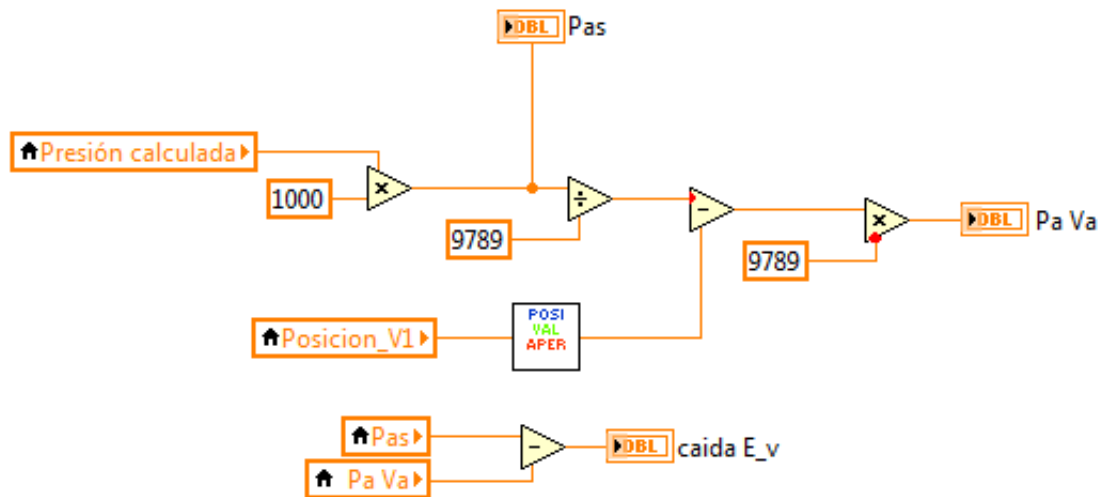 DBL Pas
Presión calculada
×
1000
÷
9789
-
×
9789
DBL Pa Va
Posicion_V1
POSI
VAL
APER
Pas
-
DBL caida E_v
Pa Va